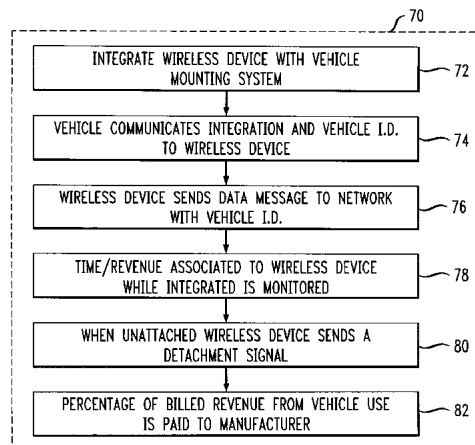 70
INTEGRATE WIRELESS DEVICE WITH VEHICLE
MOUNTING SYSTEM
72
VEHICLE COMMUNICATES INTEGRATION AND VEHICLE I.D.
TO WIRELESS DEVICE
74
WIRELESS DEVICE SENDS DATA MESSAGE TO NETWORK
WITH VEHICLE I.D.
76
TIME/REVENUE ASSOCIATED TO WIRELESS DEVICE
WHILE INTEGRATED IS MONITORED
78
WHEN UNATTACHED WIRELESS DEVICE SENDS A
DETACHMENT SIGNAL
80
PERCENTAGE OF BILLED REVENUE FROM VEHICLE USE
IS PAID TO MANUFACTURER
82